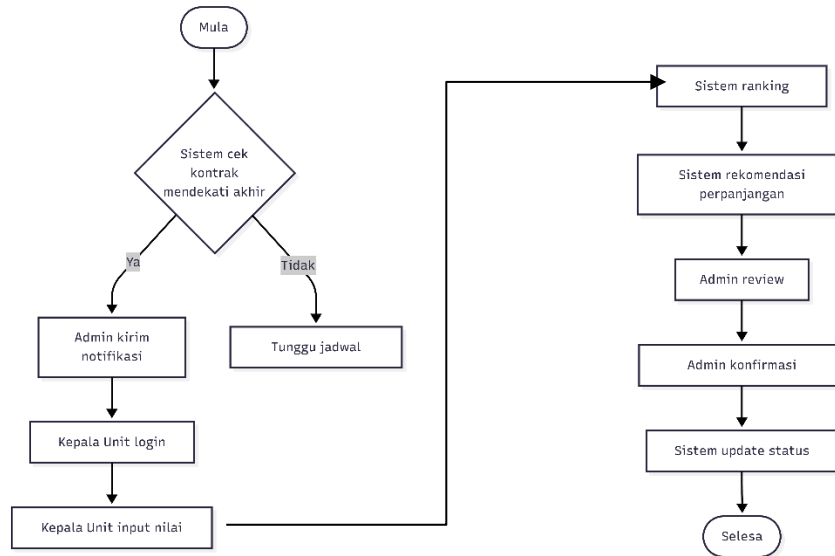 Mula
Sistem cek
kontrak
mendekati akhir
Ya
Tidak
Admin kirim
notifikasi
Tunggu jadwal
Kepala Unit login
Kepala Unit input nilai
Sistem ranking
Sistem rekomendasi
perpanjangan
Admin review
Admin konfirmasi
Sistem update status
Selesa